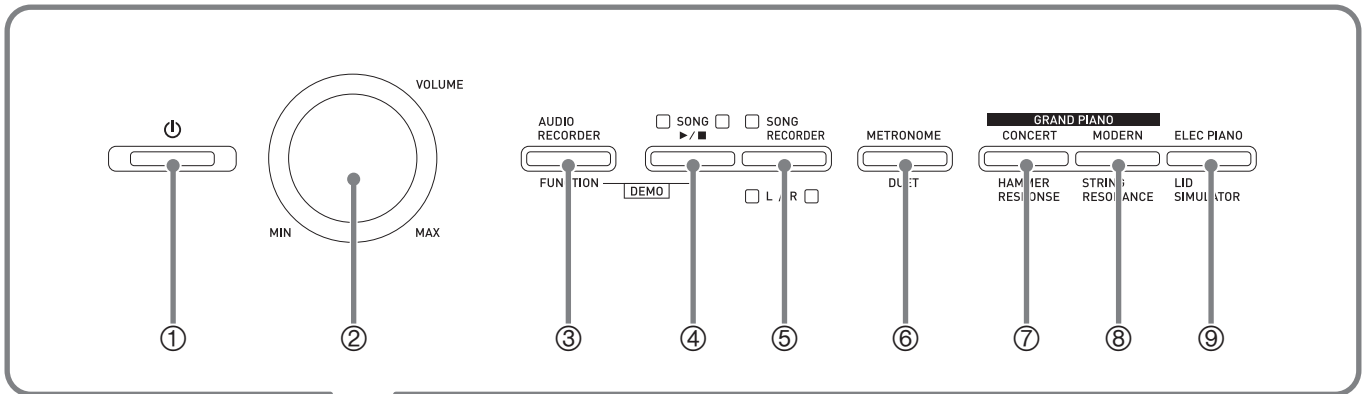 VOLUME
MIN
MAX
AUDIO
RECORDER
FUNCTION
DEMO
SONG
▶/■
SONG
RECORDER
L / R
METRONOME
DUET
GRAND PIANO
CONCERT
MODERN
ELEC PIANO
HAMMER
RESPONSE
STRING
RESONANCE
LID
SIMULATOR
① ② ③ ④ ⑤ ⑥ ⑦ ⑧ ⑨